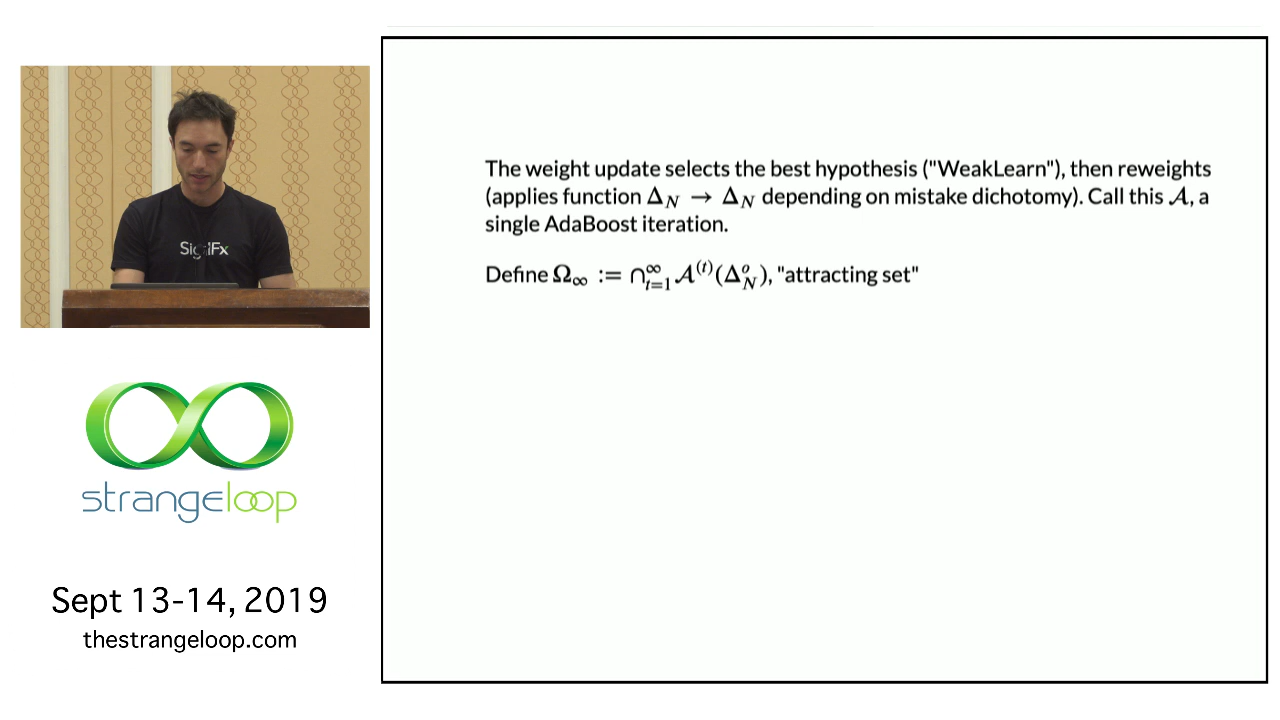 The weight update selects the best hypothesis ("WeakLearn"), then reweights
(applies function Δ_N → Δ_N depending on mistake dichotomy). Call this 𝒜, a
single AdaBoost iteration.
Define Ω_∞ := ∩_{t=1}^∞ 𝒜^{(t)}(Δ_N^o), "attracting set"
strangeloop
Sept 13-14, 2019
thestrangeloop.com